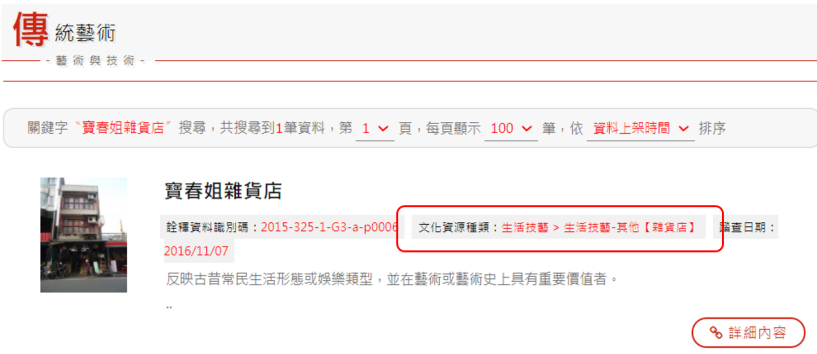 傳統藝術
- 藝術與技術 -
關鍵字〝寶春姐雜貨店〞搜尋，共搜尋到1筆資料，第 1 頁，每頁顯示 100 筆，依 資料上架時間 排序
寶春姐雜貨店
詮釋資料識別碼：2015-325-1-G3-a-p0006 文化資源種類：生活技藝 > 生活技藝-其他【雜貨店】 踏查日期：
2016/11/07
反映古昔常民生活形態或娛樂類型，並在藝術或藝術史上具有重要價值者。
..
詳細內容